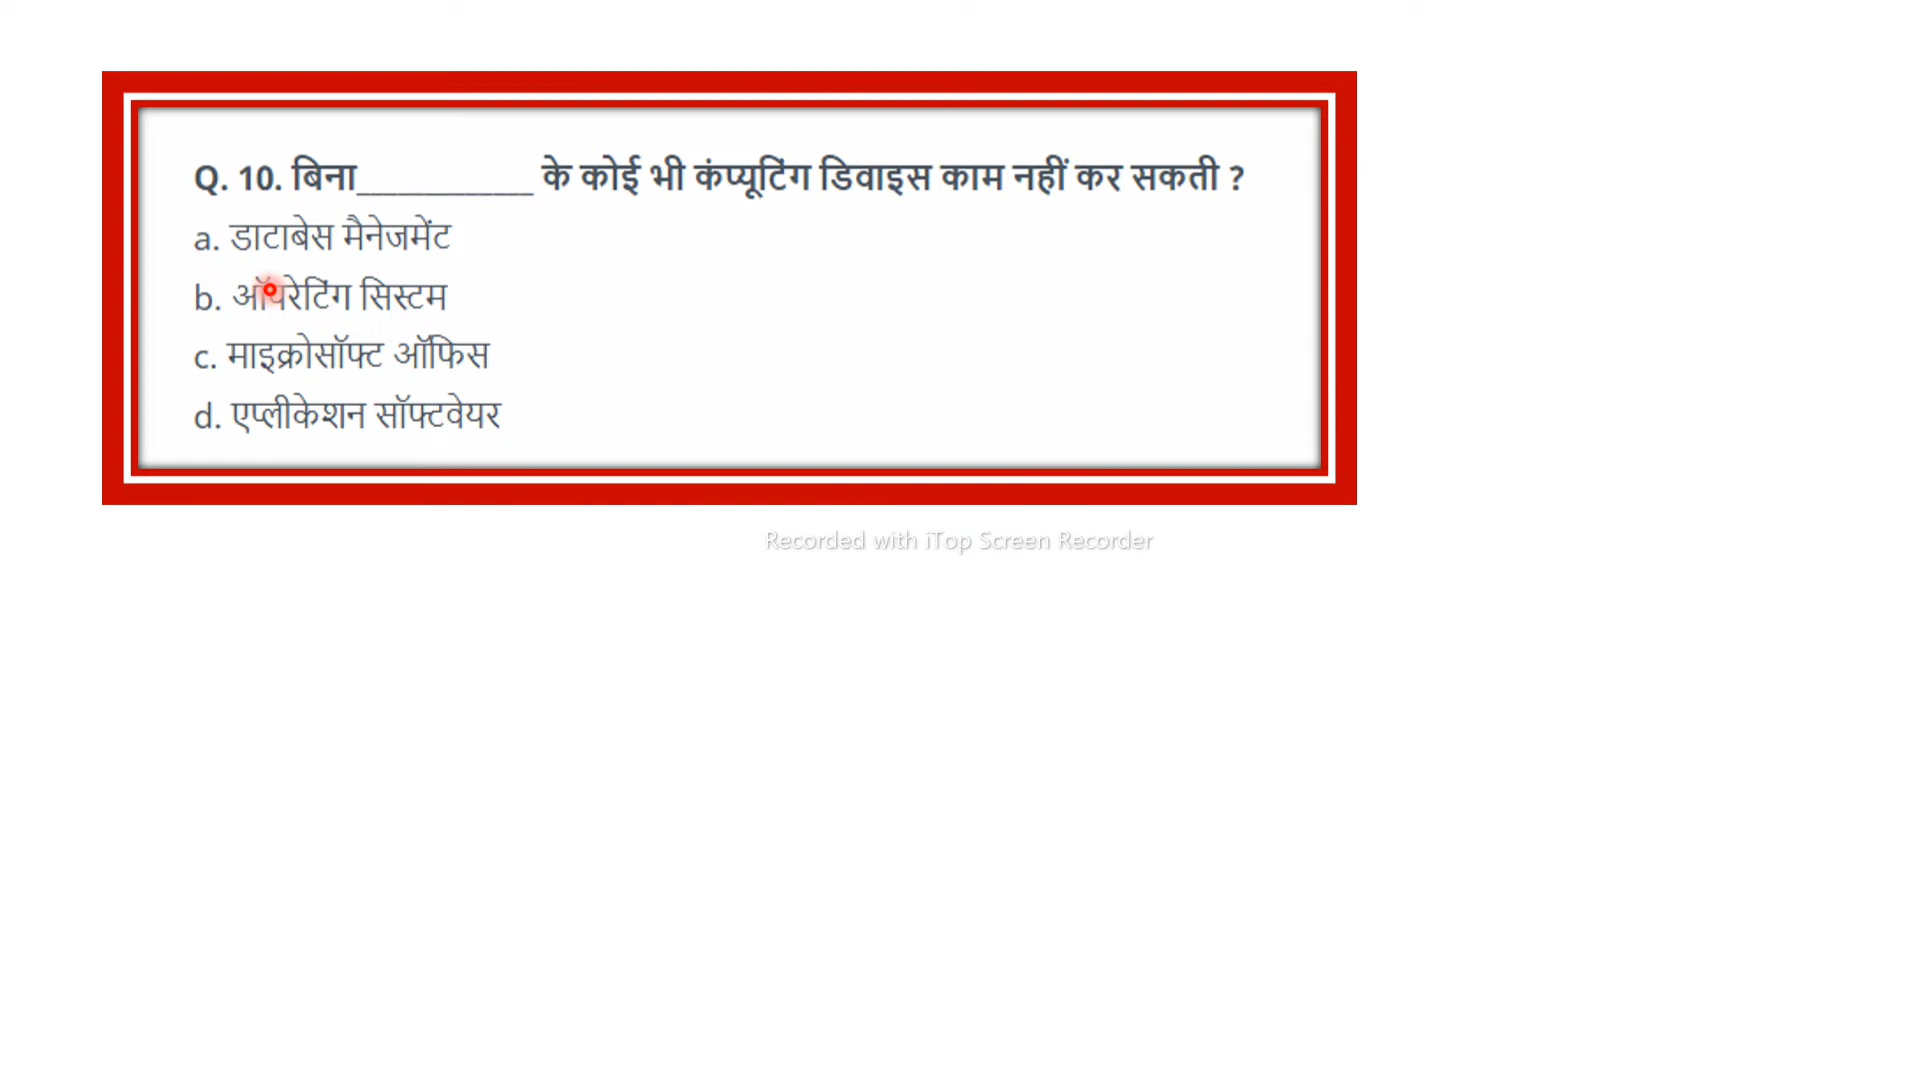 Q. 10. बिना___________ के कोई भी कंप्यूटिंग डिवाइस काम नहीं कर सकती ?
a. डाटाबेस मैनेजमेंट
b. ऑपरेटिंग सिस्टम
c. माइक्रोसॉफ्ट ऑफिस
d. एप्लीकेशन सॉफ्टवेयर
Recorded with iTop Screen Recorder